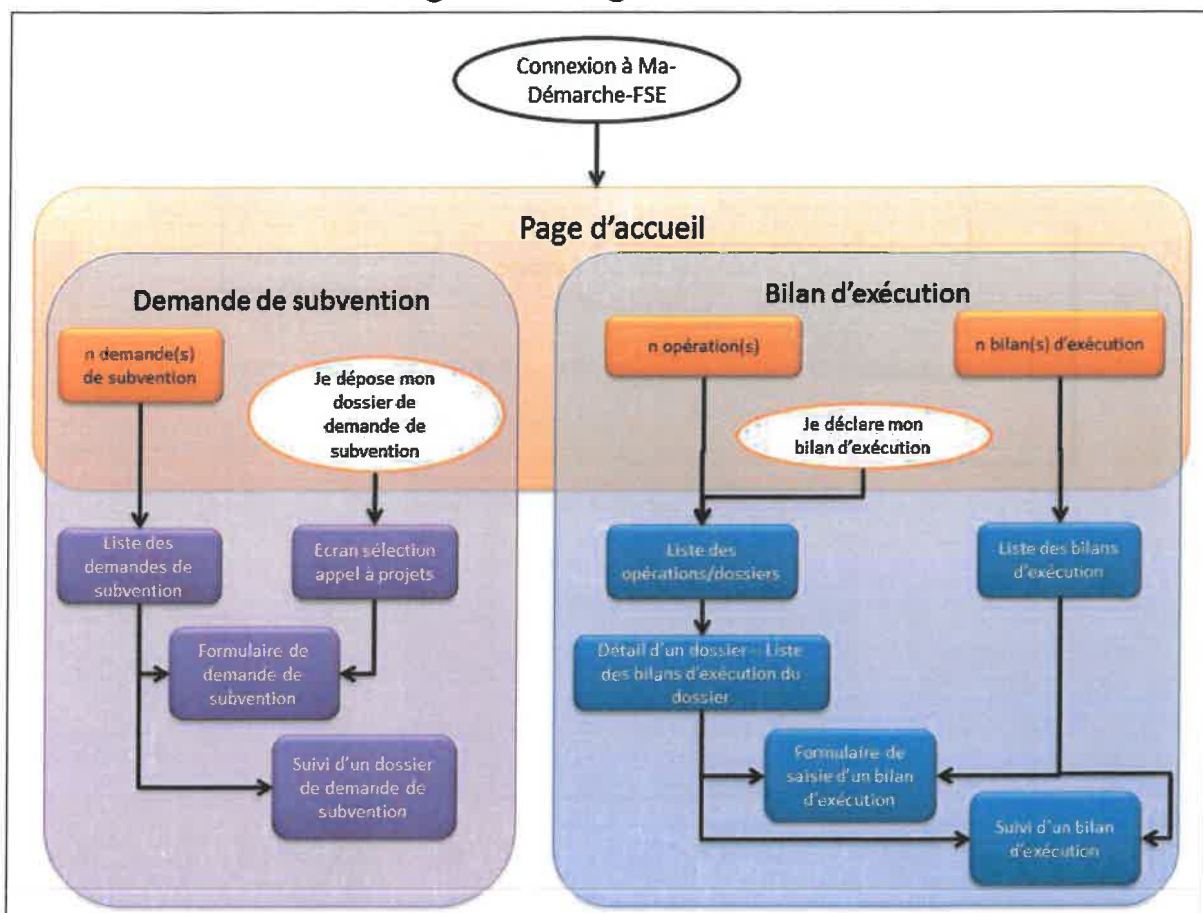 Connexion à Ma-
Démarche-FSE
Page d'accueil
Demande de subvention
n demande(s)
de subvention
Je dépose mon
dossier de
demande de
subvention
Liste des
demandes de
subvention
Ecran sélection
appel à projets
Formulaire de
demande de
subvention
Suivi d'un dossier
de demande de
subvention
Bilan d'exécution
n opération(s)
n bilan(s) d'exécution
Je déclare mon
bilan d'exécution
Liste des
opérations/dossiers
Liste des bilans
d'exécution
Détail d'un dossier – Liste
des bilans d'exécution du
dossier
Formulaire de
saisie d'un bilan
d'exécution
Suivi d'un bilan
d'exécution